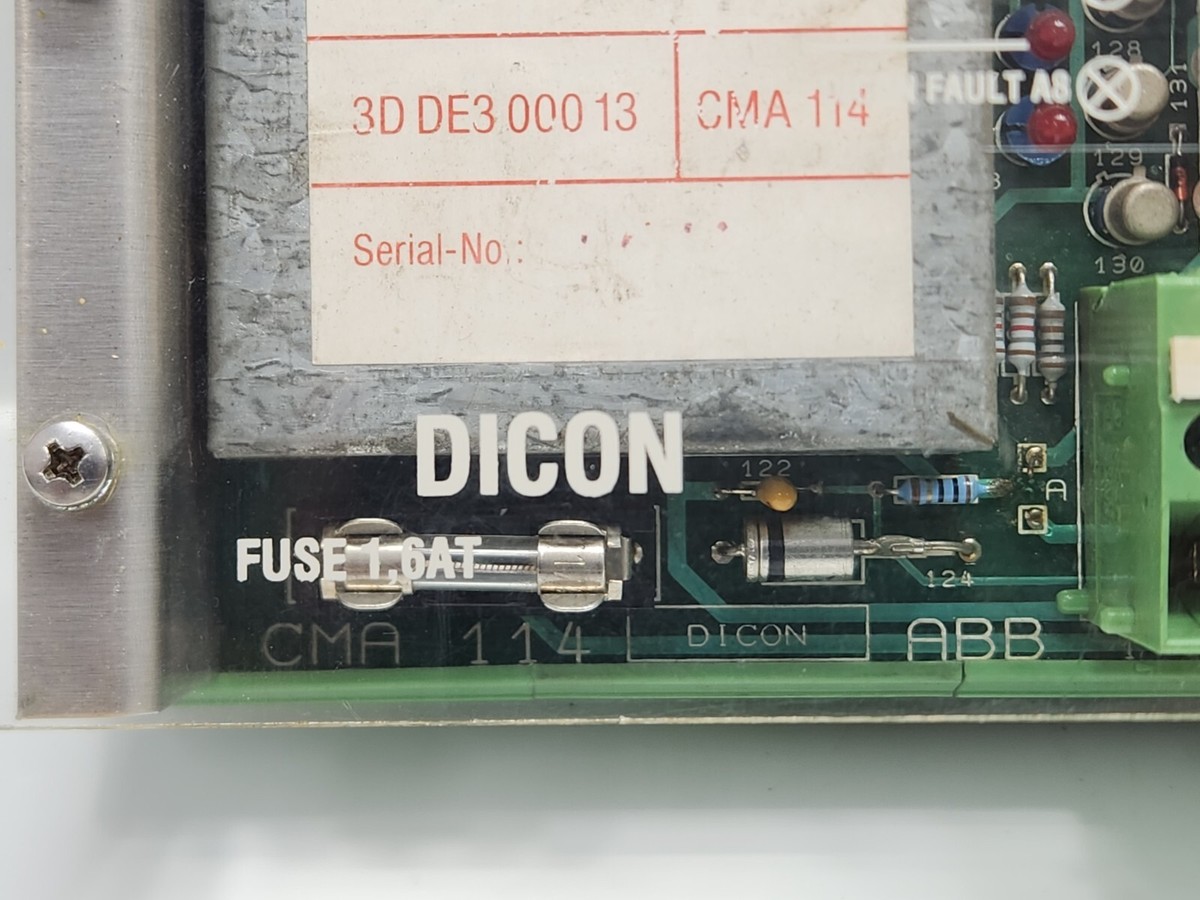 128
FAULT A8
131
3D DE3 000 13 CMA 114
129
Serial-No.:
130
DICON
122
A
FUSE 1,6AT
124
CMA 114 DICON ABB